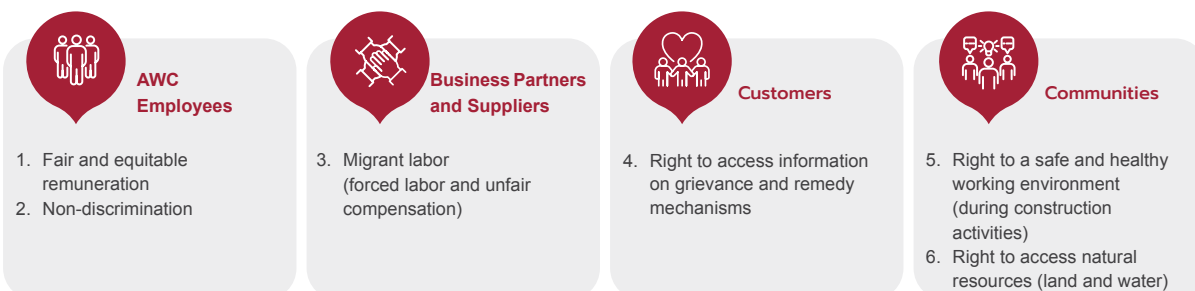 AWC
Employees
1. Fair and equitable
remuneration
2. Non-discrimination
Business Partners
and Suppliers
3. Migrant labor
(forced labor and unfair
compensation)
Customers
4. Right to access information
on grievance and remedy
mechanisms
Communities
5. Right to a safe and healthy
working environment
(during construction
activities)
6. Right to access natural
resources (land and water)